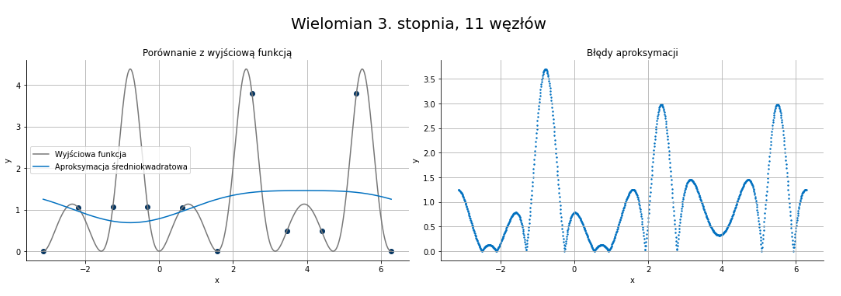 Wielomian 3. stopnia, 11 węzłów
Porównanie z wyjściową funkcją
y
4
3
2
1
0
Wyjściowa funkcja
Aproksymacja średniokwadratowa
−2
0
2
4
6
x
Błędy aproksymacji
y
3.5
3.0
2.5
2.0
1.5
1.0
0.5
0.0
−2
0
2
4
6
x